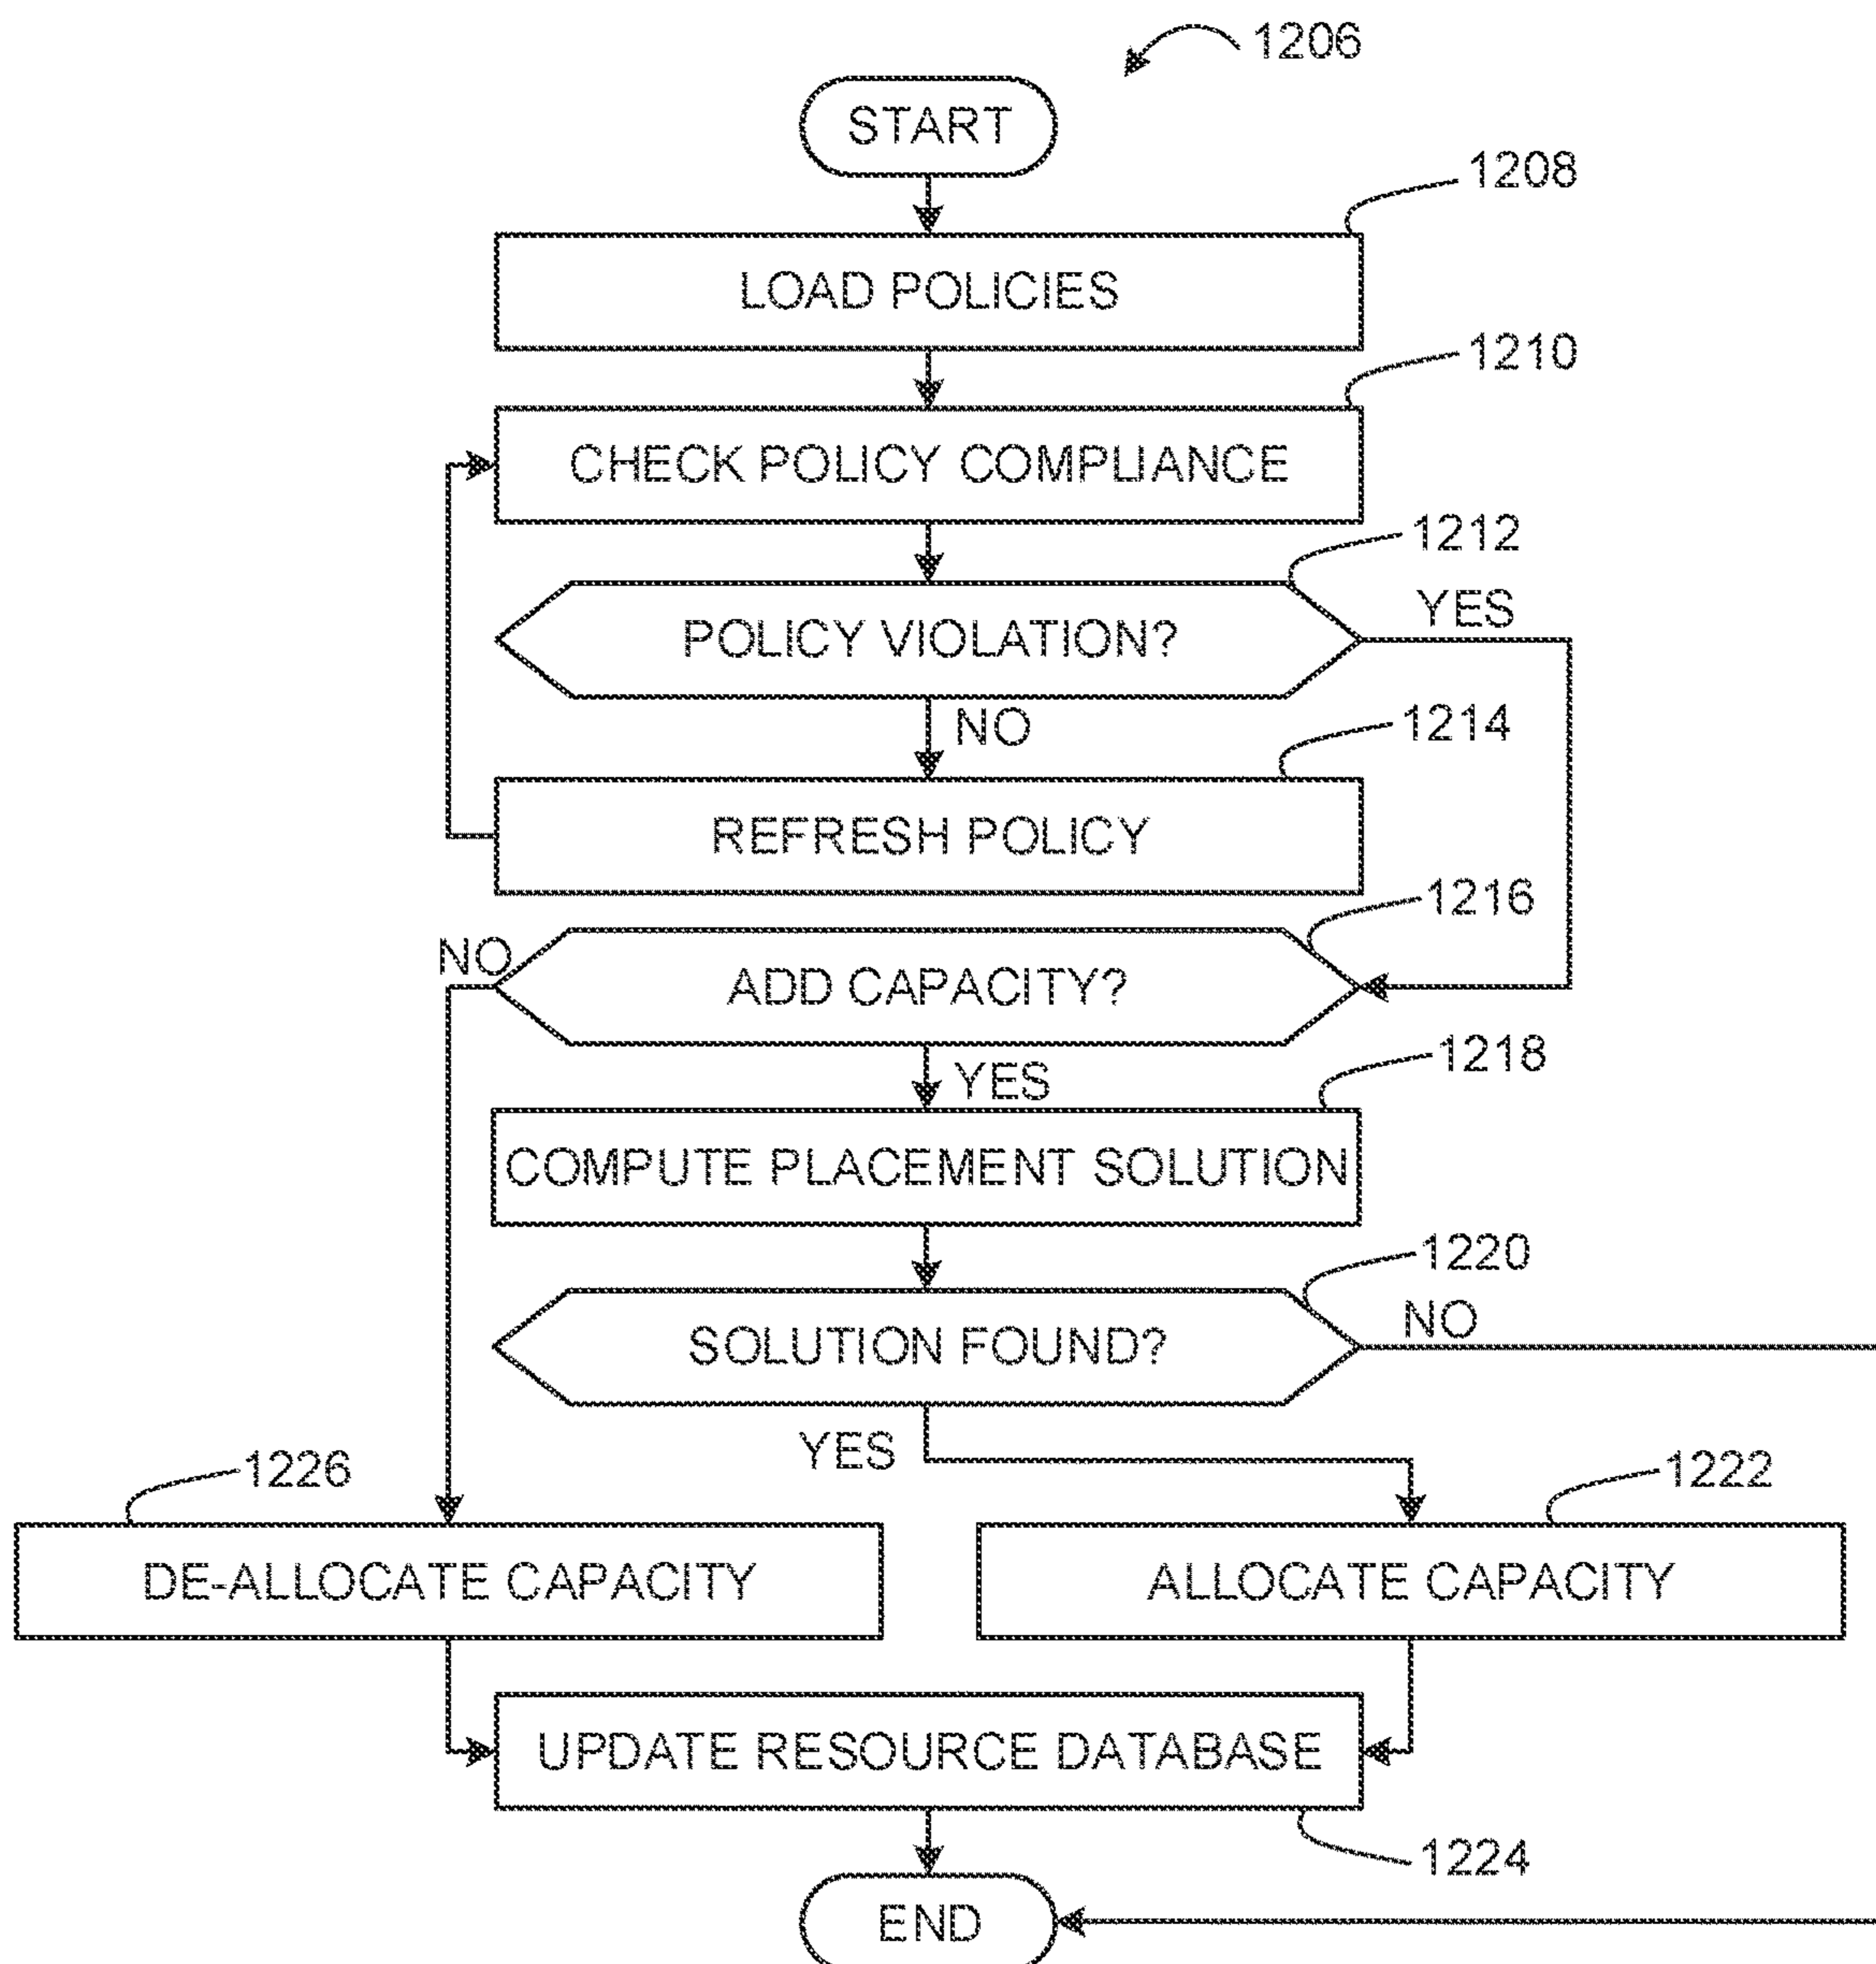 1206
START
1208
LOAD POLICIES
1210
CHECK POLICY COMPLIANCE
1212
POLICY VIOLATION?
YES
NO
1214
REFRESH POLICY
1216
NO
ADD CAPACITY?
1218
YES
COMPUTE PLACEMENT SOLUTION
1220
SOLUTION FOUND?
NO
YES
1226
1222
DE-ALLOCATE CAPACITY
ALLOCATE CAPACITY
UPDATE RESOURCE DATABASE
1224
END